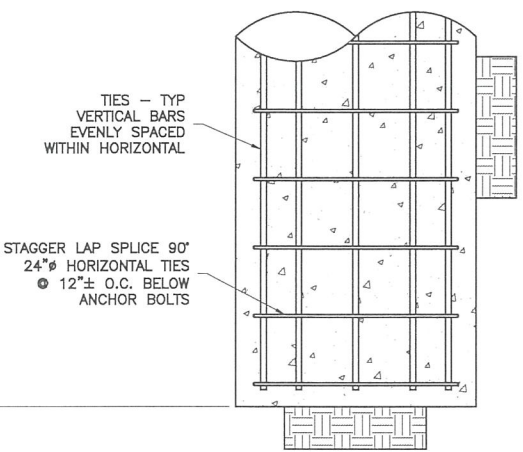 TIES - TYP
VERTICAL BARS
EVENLY SPACED
WITHIN HORIZONTAL
STAGGER LAP SPLICE 90°
24"ø HORIZONTAL TIES
@ 12"± O.C. BELOW
ANCHOR BOLTS